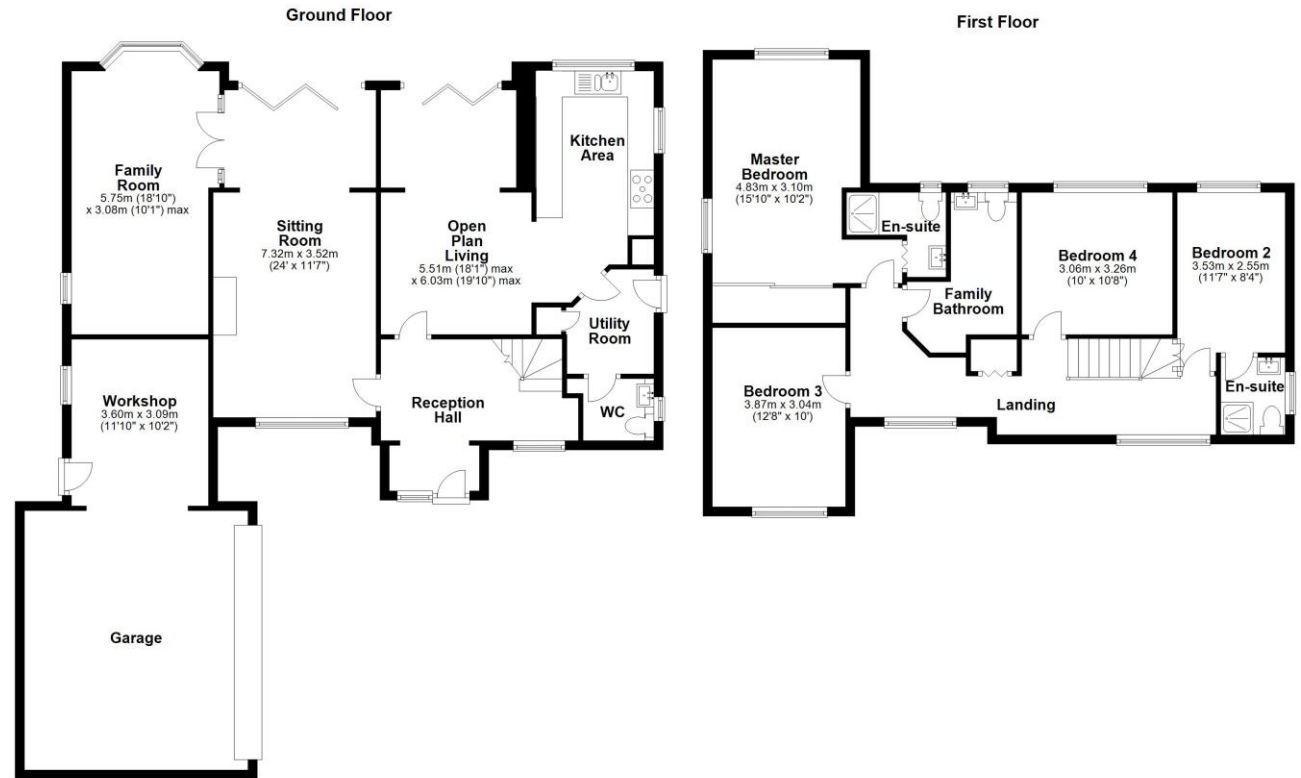 Ground Floor
Family
Room
5.75m (18'10")
x 3.08m (10'1") max
Sitting
Room
7.32m x 3.52m
(24' x 11'7")
Open
Plan
Living
5.51m (18'1") max
x 6.03m (19'10") max
Kitchen
Area
Utility
Room
WC
Reception
Hall
Workshop
3.60m x 3.09m
(11'10" x 10'2")
Garage
First Floor
Master
Bedroom
4.83m x 3.10m
(15'10" x 10'2")
En-suite
Family
Bathroom
Bedroom 4
3.06m x 3.26m
(10' x 10'8")
Bedroom 2
3.53m x 2.55m
(11'7" x 8'4")
Bedroom 3
3.87m x 3.04m
(12'8" x 10')
Landing
En-suite